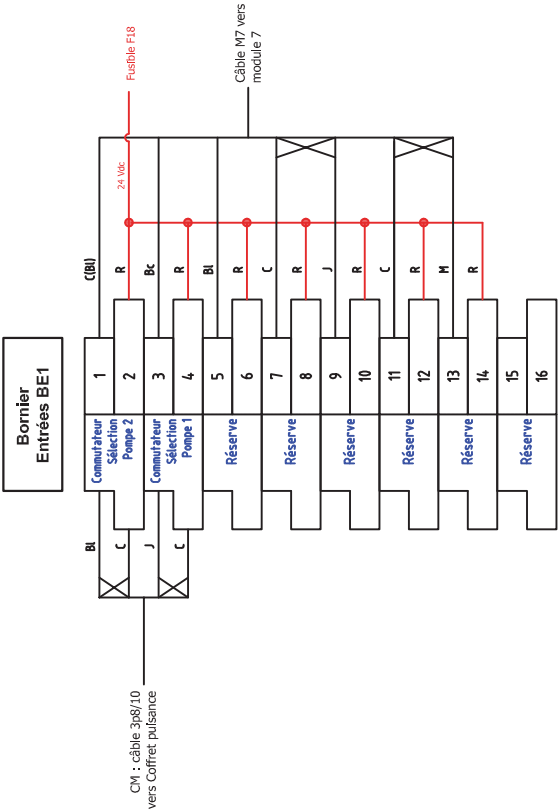 Fusible F18
Câble M7 vers
module 7
24 Vdc
C(Bl)
R
Bc
R
Bl
R
C
R
J
R
C
R
M
R
Bornier
Entrées BE1
1
2
3
4
5
6
7
8
9
10
11
12
13
14
15
16
Commutateur
Sélection
Pompe 2
Commutateur
Sélection
Pompe 1
Réserve
Réserve
Réserve
Réserve
Réserve
Réserve
Bl
C
J
C
CM : câble 3p8/10
vers Coffret puisance